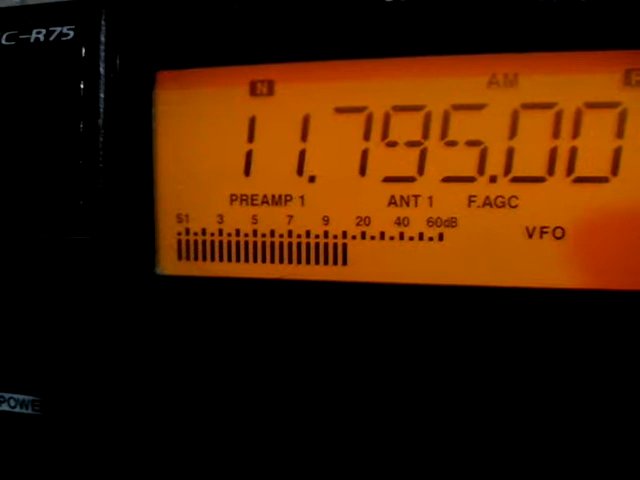 C-R75
N AM
11.795.00
PREAMP 1 ANT 1 F.AGC
S1 3 5 7 9 20 40 60dB
VFO
POWE